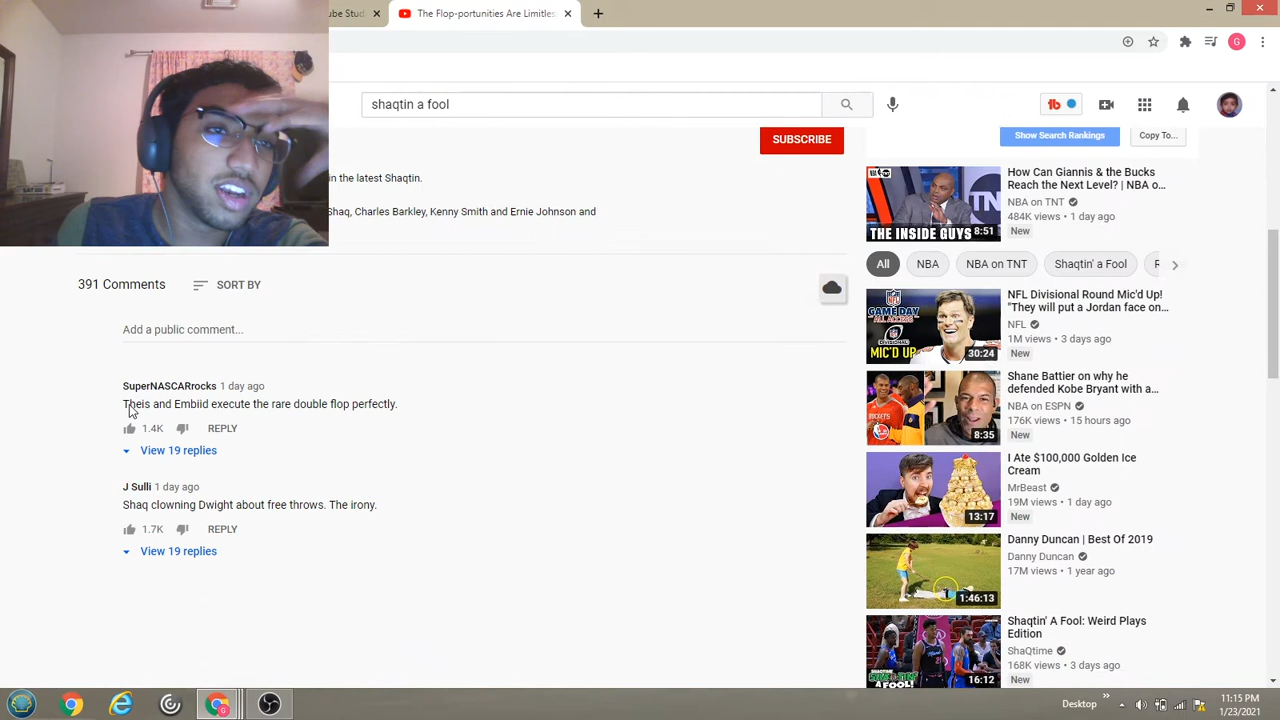 ube Stud
The Flop-portunities Are Limitles
G
shaqtin a fool
tb
SUBSCRIBE
Show Search Rankings
Copy To...
in the latest Shaqtin.
Shaq, Charles Barkley, Kenny Smith and Ernie Johnson and
391 Comments
SORT BY
Add a public comment...
SuperNASCARrocks 1 day ago
Theis and Embiid execute the rare double flop perfectly.
1.4K
REPLY
View 19 replies
J Sulli 1 day ago
Shaq clowning Dwight about free throws. The irony.
1.7K
REPLY
View 19 replies
THE INSIDE GUYS
8:51
How Can Giannis & the Bucks
Reach the Next Level? | NBA o...
NBA on TNT
484K views • 1 day ago
New
All
NBA
NBA on TNT
Shaqtin' a Fool
GAME DAY
ALL ACCESS
DIVISIONAL
MIC'D UP
30:24
NFL Divisional Round Mic'd Up!
"They will put a Jordan face on...
NFL
1M views • 3 days ago
New
8:35
Shane Battier on why he
defended Kobe Bryant with a...
NBA on ESPN
176K views • 15 hours ago
New
13:17
I Ate $100,000 Golden Ice
Cream
MrBeast
19M views • 1 day ago
New
1:46:13
Danny Duncan | Best Of 2019
Danny Duncan
17M views • 1 year ago
A FOOL!
16:12
Shaqtin' A Fool: Weird Plays
Edition
ShaQtime
168K views • 3 days ago
New
Desktop
11:15 PM
1/23/2021